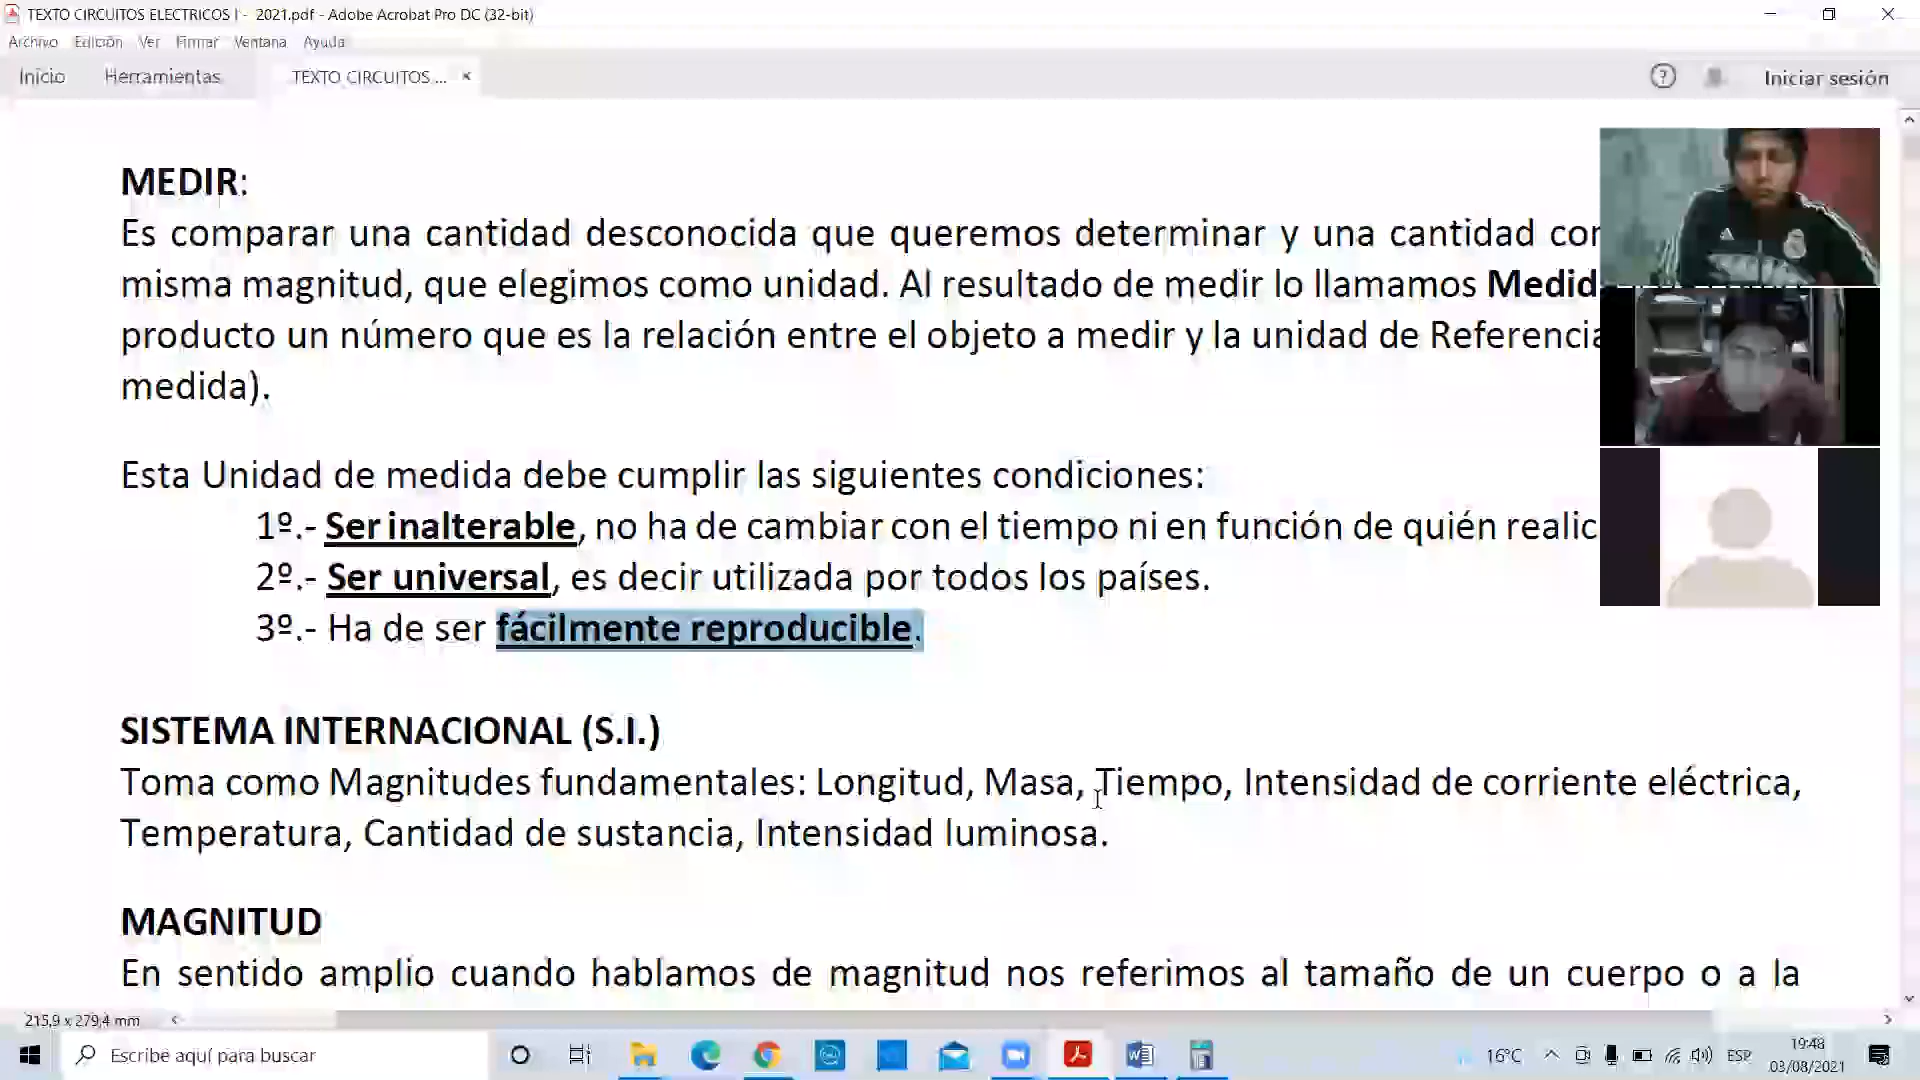 TEXTO CIRCUITOS ELECTRICOS I - 2021.pdf - Adobe Acrobat Pro DC (32-bit)
Archivo Edición Ver Firmar Ventana Ayuda
Inicio Herramientas TEXTO CIRCUITOS ... × ? Iniciar sesión
MEDIR:
Es comparar una cantidad desconocida que queremos determinar y una cantidad
misma magnitud, que elegimos como unidad. Al resultado de medir lo llamamos
producto un número que es la relación entre el objeto a medir y la unidad de
medida).
Esta Unidad de medida debe cumplir las siguientes condiciones:
1º.- Ser inalterable, no ha de cambiar con el tiempo ni en función de quién
2º.- Ser universal, es decir utilizada por todos los países.
3º.- Ha de ser fácilmente reproducible.
SISTEMA INTERNACIONAL (S.I.)
Toma como Magnitudes fundamentales: Longitud, Masa, Tiempo, Intensidad de corriente eléctrica,
Temperatura, Cantidad de sustancia, Intensidad luminosa.
MAGNITUD
En sentido amplio cuando hablamos de magnitud nos referimos al tamaño de un cuerpo o a la
215,9 x 279,4 mm
Escribe aquí para buscar
16°C ESP
19:48
03/08/2021